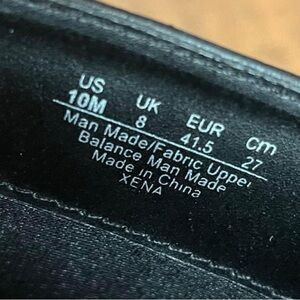 US UK EUR cm
10M 8 41.5 27
Man Made/Fabric Upper
Balance Man Made
Made in China
XENA